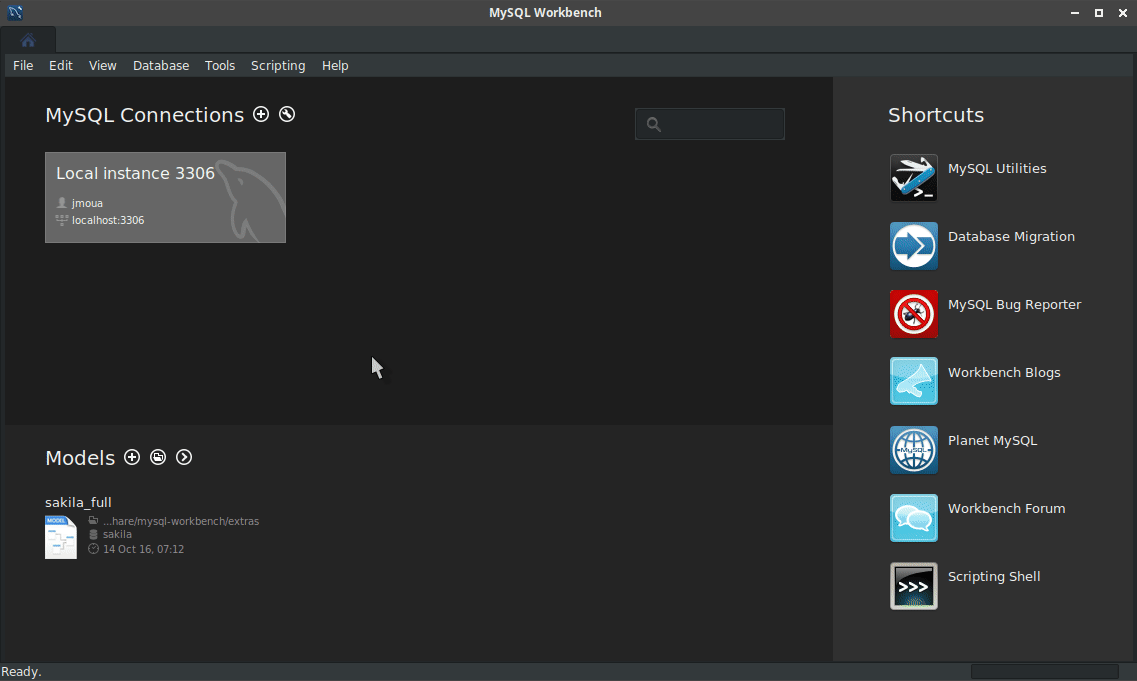 MySQL Workbench
File Edit View Database Tools Scripting Help
MySQL Connections
Local instance 3306
jmoua
localhost:3306
Models
sakila_full
MODEL
...hare/mysql-workbench/extras
sakila
14 Oct 16, 07:12
Shortcuts
>_
MySQL Utilities
Database Migration
MySQL Bug Reporter
Workbench Blogs
MySQL
Planet MySQL
Workbench Forum
>>>
Scripting Shell
Ready.